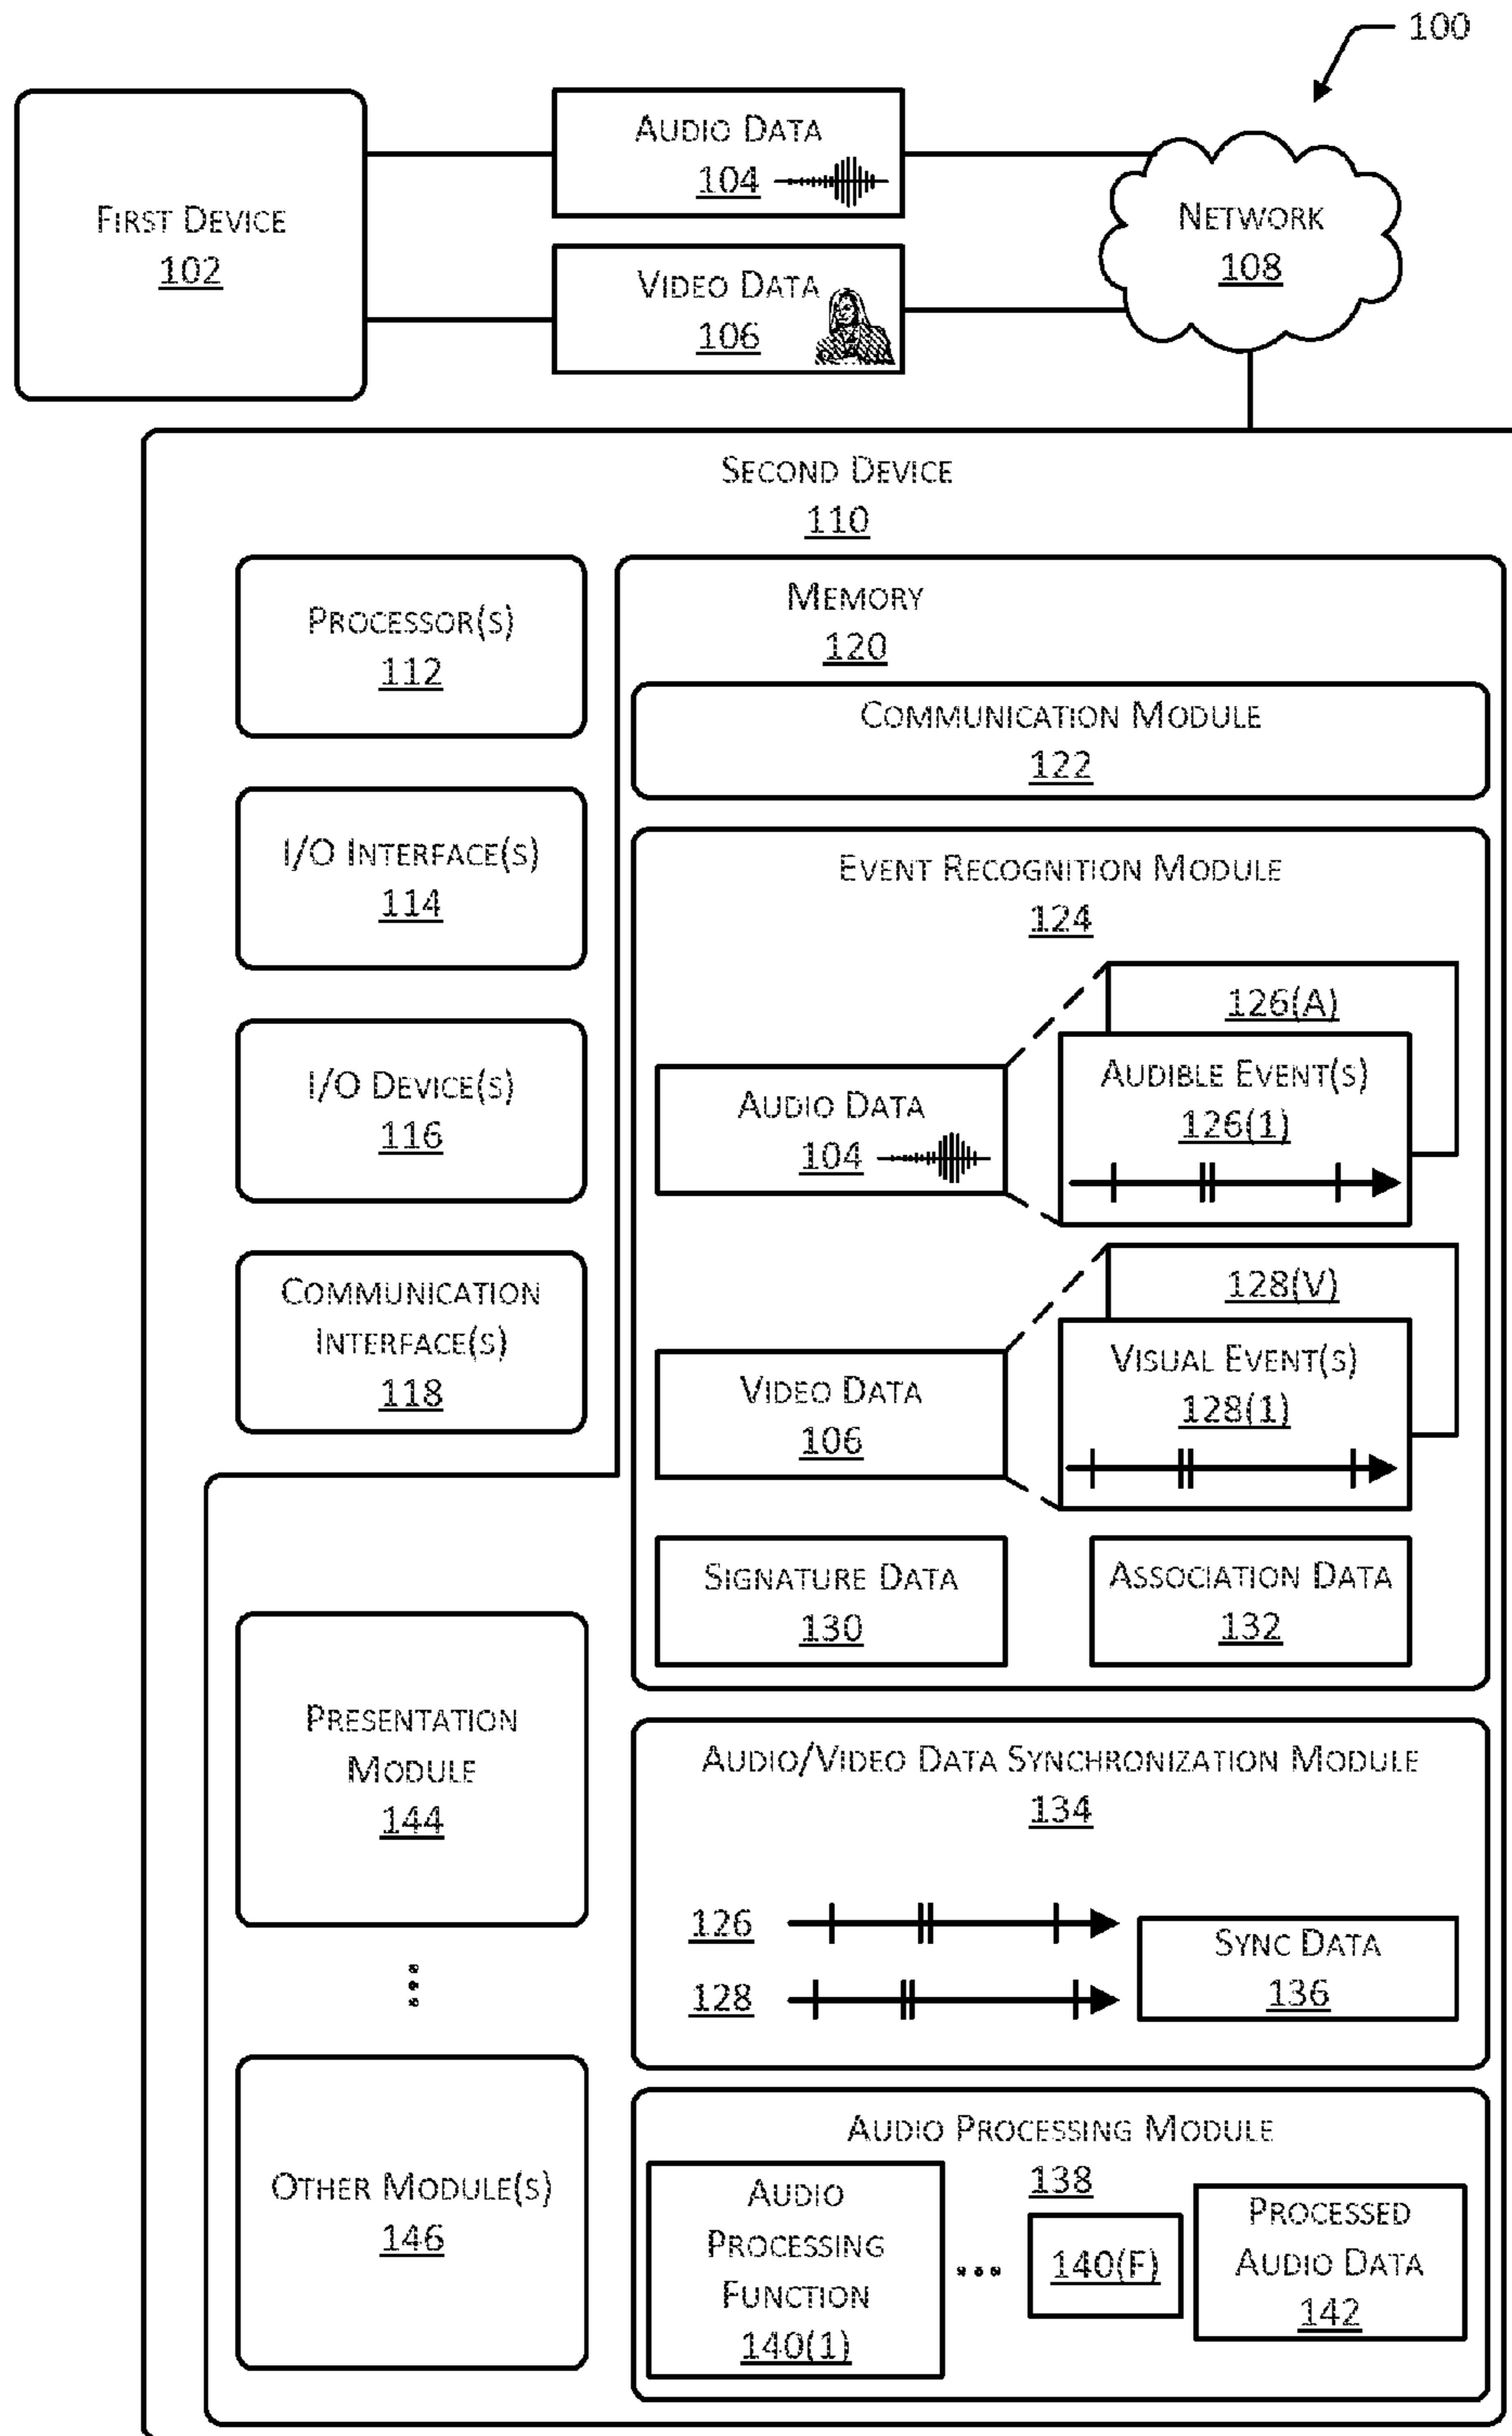 100
AUDIO DATA
104
FIRST DEVICE
102
NETWORK
108
VIDEO DATA
106
SECOND DEVICE
110
PROCESSOR(S)
112
I/O INTERFACE(S)
114
I/O DEVICE(S)
116
COMMUNICATION
INTERFACE(S)
118
MEMORY
120
COMMUNICATION MODULE
122
EVENT RECOGNITION MODULE
124
126(A)
AUDIBLE EVENT(S)
126(1)
AUDIO DATA
104
128(V)
VISUAL EVENT(S)
128(1)
VIDEO DATA
106
SIGNATURE DATA
130
ASSOCIATION DATA
132
PRESENTATION
MODULE
144
AUDIO/VIDEO DATA SYNCHRONIZATION MODULE
134
126
128
SYNC DATA
136
OTHER MODULE(S)
146
AUDIO PROCESSING MODULE
138
AUDIO
PROCESSING
FUNCTION
140(1)
140(F)
PROCESSED
AUDIO DATA
142